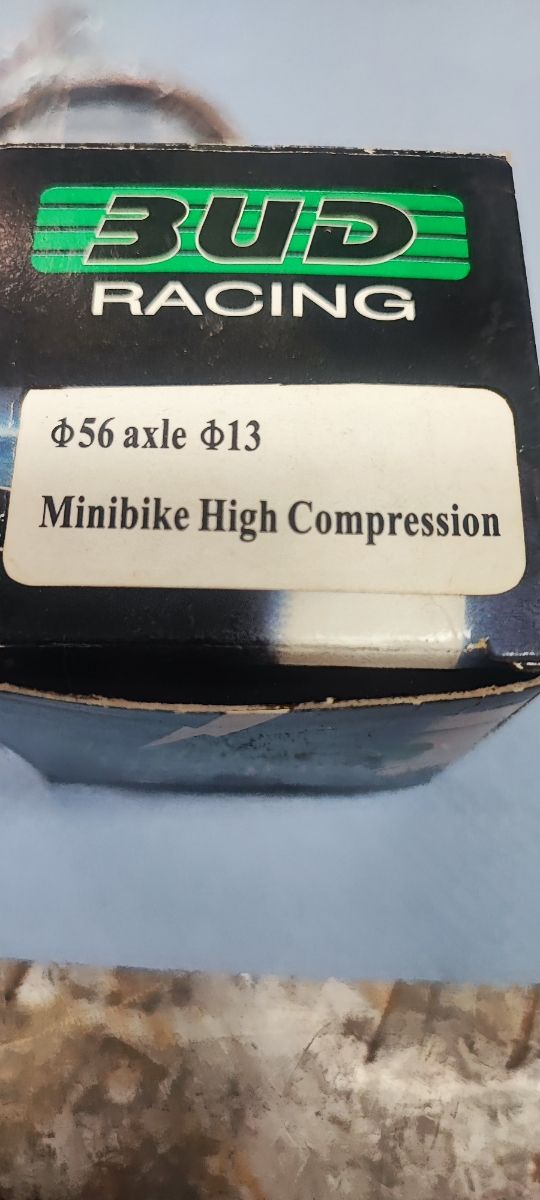 BUD
RACING
Φ56 axle Φ13
Minibike High Compression